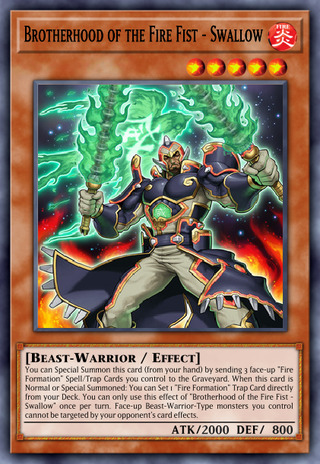 Brotherhood of the Fire Fist - Swallow
FIRE
炎
[Beast-Warrior / Effect]
You can Special Summon this card (from your hand) by sending 3 face-up "Fire
Formation" Spell/Trap Cards you control to the Graveyard. When this card is
Normal or Special Summoned: You can Set 1 "Fire Formation" Trap Card directly
from your Deck. You can only use this effect of "Brotherhood of the Fire Fist -
Swallow" once per turn. Face-up Beast-Warrior-Type monsters you control
cannot be targeted by your opponent's card effects.
ATK/2000 DEF/ 800